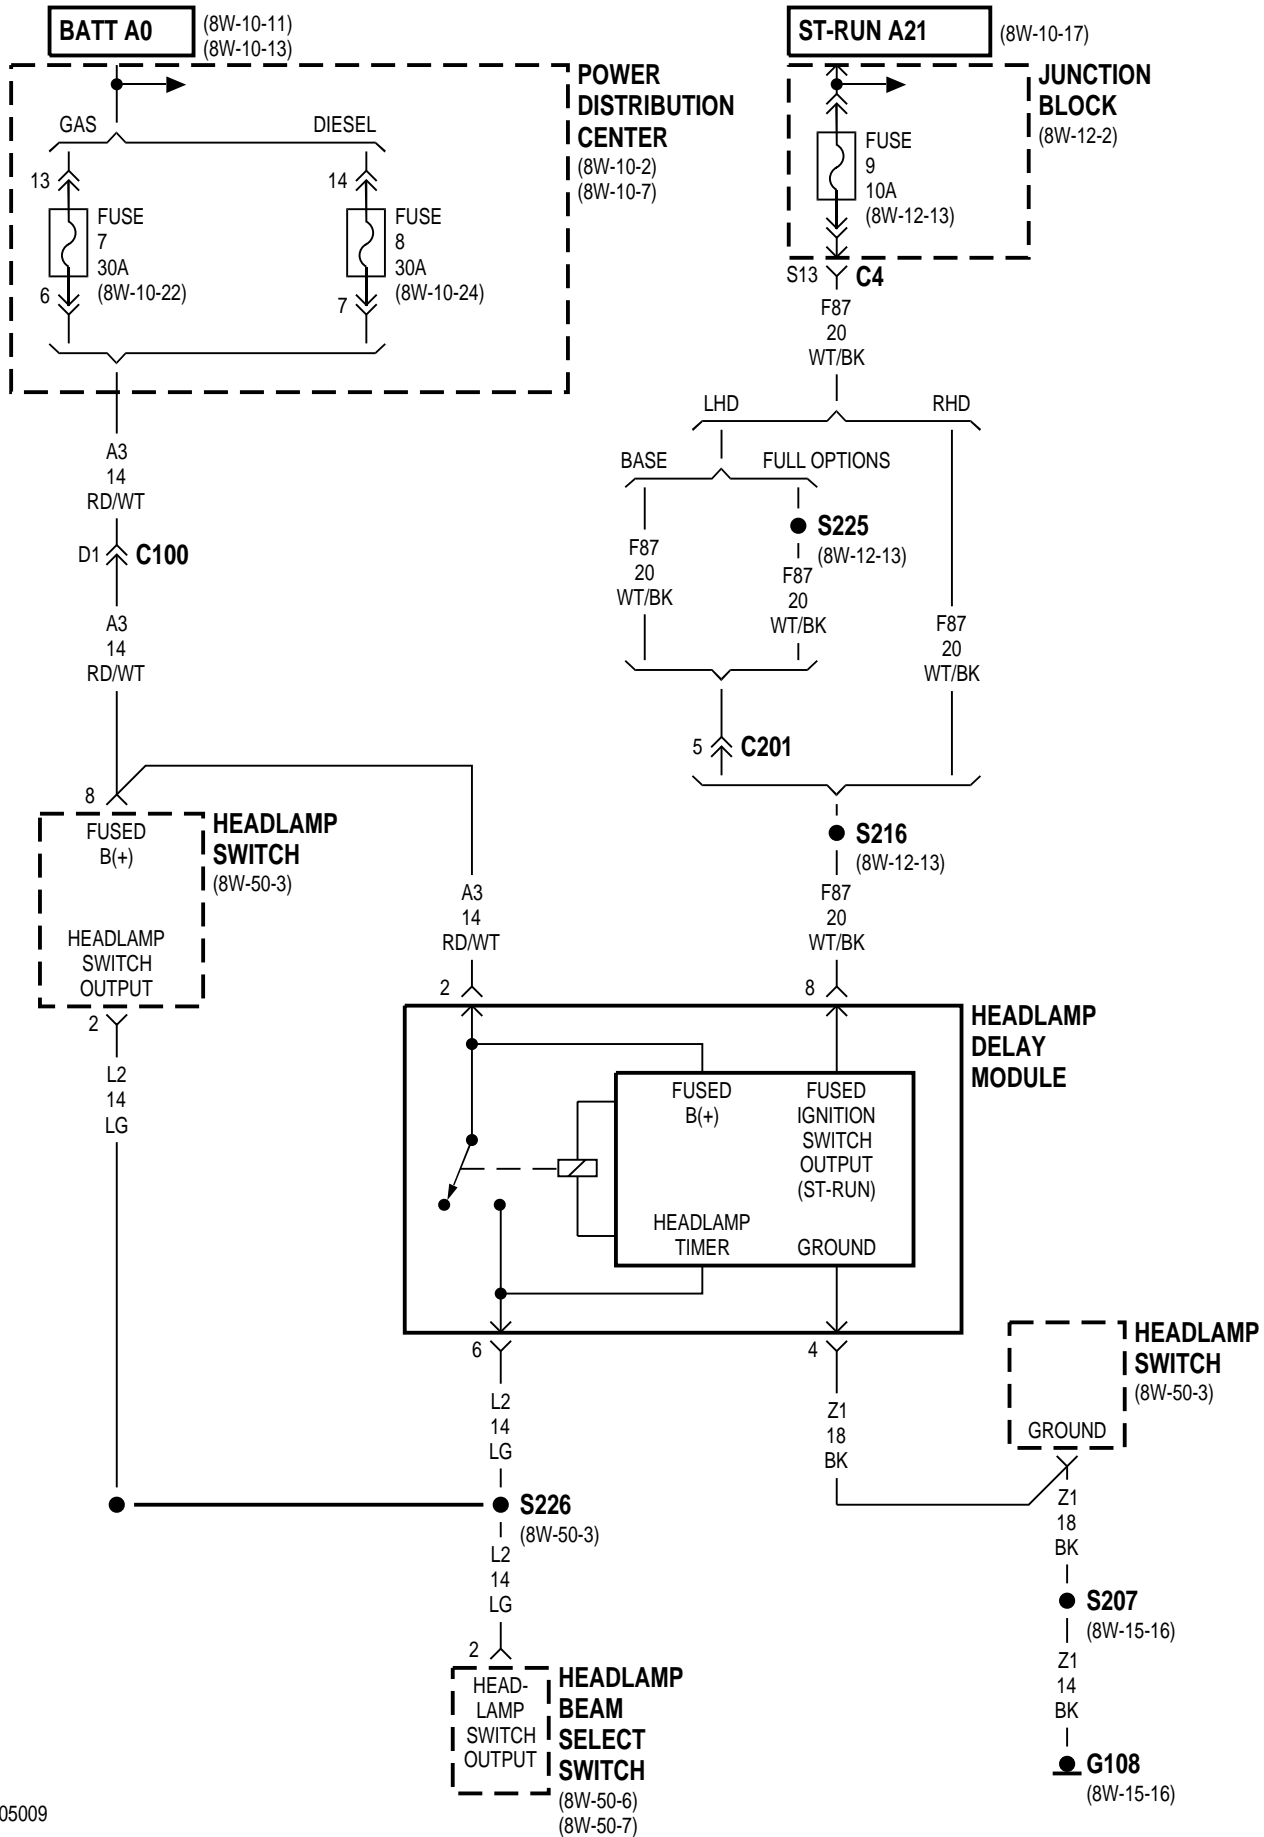 BATT A0
(8W-10-11)
(8W-10-13)
ST-RUN A21
(8W-10-17)
POWER
DISTRIBUTION
CENTER
(8W-10-2)
(8W-10-7)
JUNCTION
BLOCK
(8W-12-2)
GAS
DIESEL
13
FUSE
7
30A
(8W-10-22)
6
14
FUSE
8
30A
(8W-10-24)
7
FUSE
9
10A
(8W-12-13)
S13
C4
F87
20
WT/BK
LHD
RHD
BASE
FULL OPTIONS
S225
(8W-12-13)
F87
20
WT/BK
F87
20
WT/BK
F87
20
WT/BK
5
C201
S216
(8W-12-13)
F87
20
WT/BK
8
A3
14
RD/WT
D1
C100
A3
14
RD/WT
8
FUSED
B(+)
HEADLAMP
SWITCH
OUTPUT
HEADLAMP
SWITCH
(8W-50-3)
2
L2
14
LG
A3
14
RD/WT
2
HEADLAMP
DELAY
MODULE
FUSED
B(+)
FUSED
IGNITION
SWITCH
OUTPUT
(ST-RUN)
HEADLAMP
TIMER
GROUND
6
4
L2
14
LG
Z1
18
BK
HEADLAMP
SWITCH
(8W-50-3)
GROUND
Z1
18
BK
S226
(8W-50-3)
L2
14
LG
S207
(8W-15-16)
Z1
14
BK
G108
(8W-15-16)
2
HEAD-
LAMP
SWITCH
OUTPUT
HEADLAMP
BEAM
SELECT
SWITCH
(8W-50-6)
(8W-50-7)
05009